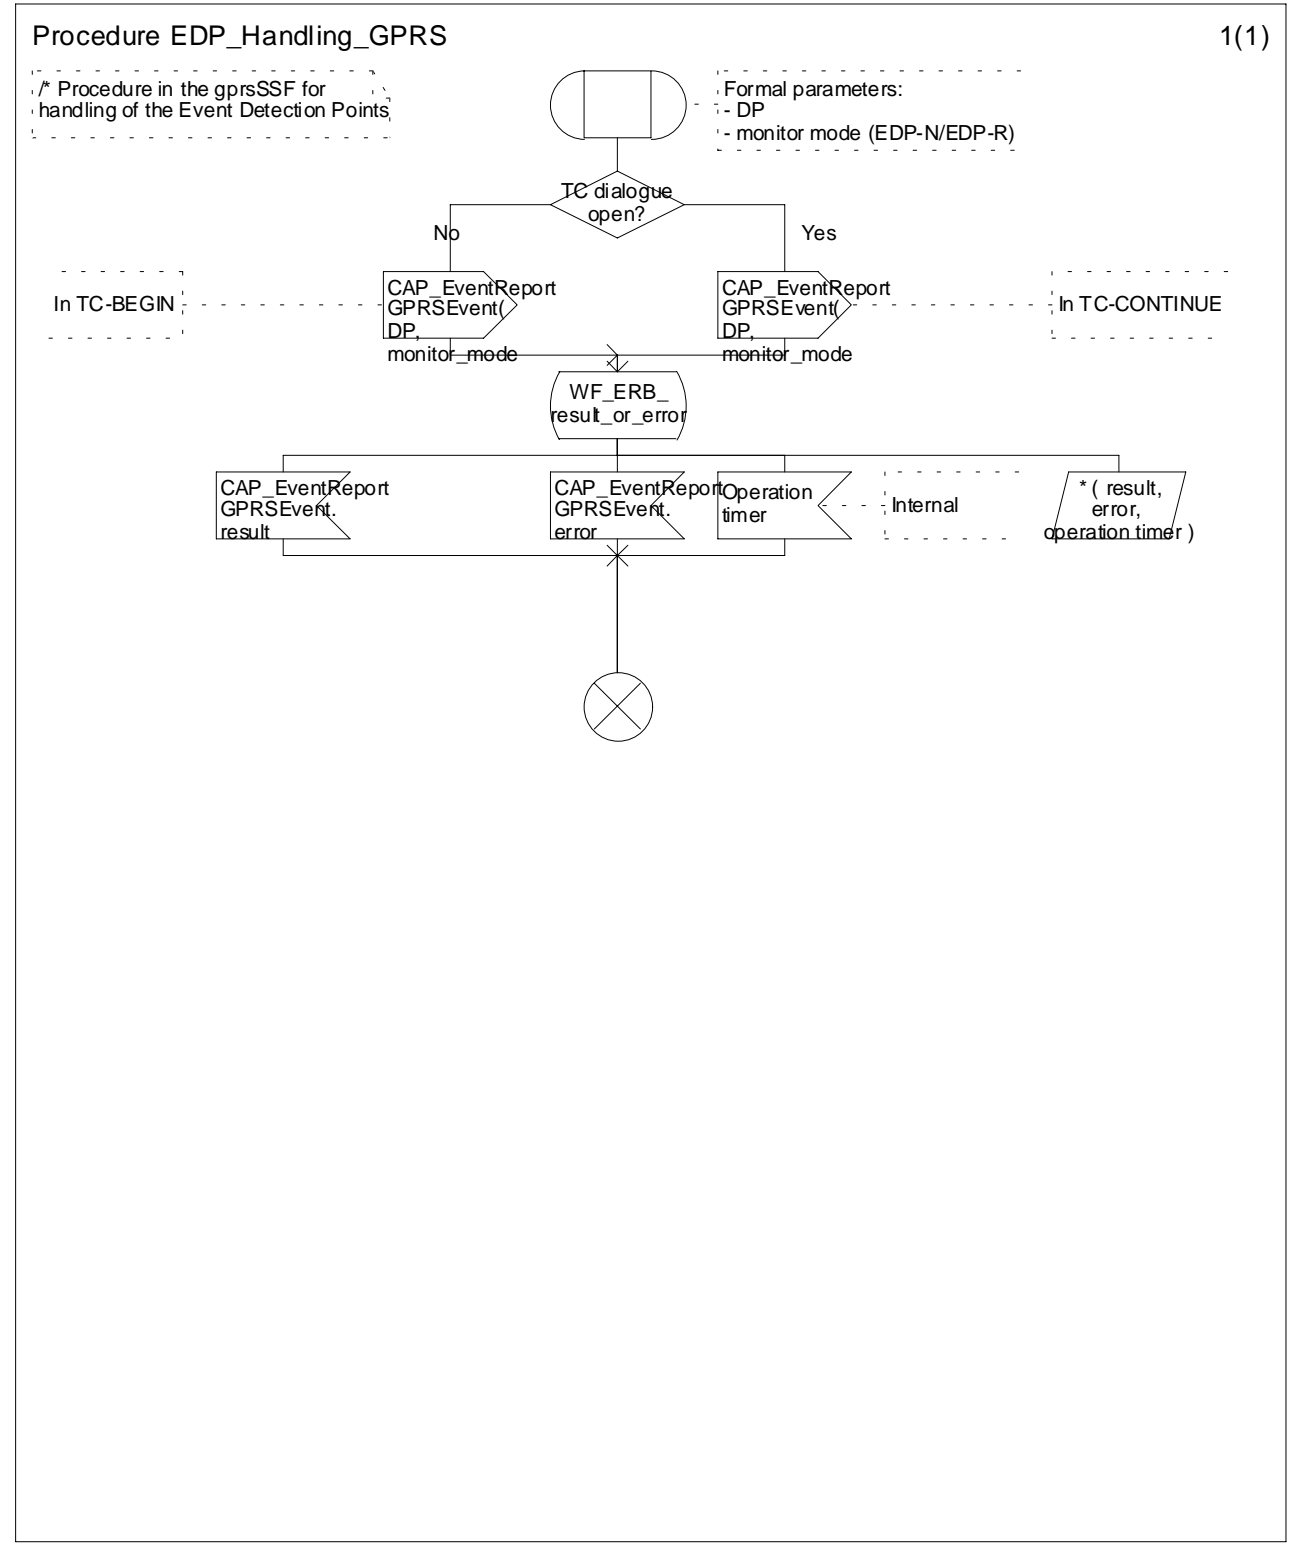 Procedure EDP_Handling_GPRS
1(1)
/* Procedure in the gprsSSF for
handling of the Event Detection Points
Formal parameters:
- DP
- monitor mode (EDP-N/EDP-R)
TC dialogue
open?
No
Yes
In TC-BEGIN
CAP_EventReport
GPRSEvent(
DP,
monitor_mode
CAP_EventReport
GPRSEvent(
DP,
monitor_mode
In TC-CONTINUE
WF_ERB_
result_or_error
CAP_EventReport
GPRSEvent.
result
CAP_EventReport
GPRSEvent.
error
Operation
timer
Internal
* ( result,
error,
operation timer )